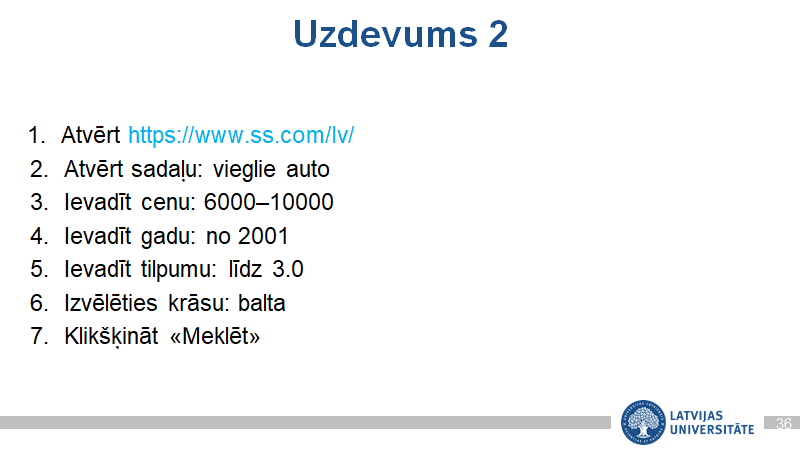 Uzdevums 2
1. Atvērt https://www.ss.com/lv/
2. Atvērt sadaļu: vieglie auto
3. Ievadīt cenu: 6000–10000
4. Ievadīt gadu: no 2001
5. Ievadīt tilpumu: līdz 3.0
6. Izvēlēties krāsu: balta
7. Klikšķināt «Meklēt»
LATVIJAS
UNIVERSITĀTE
36